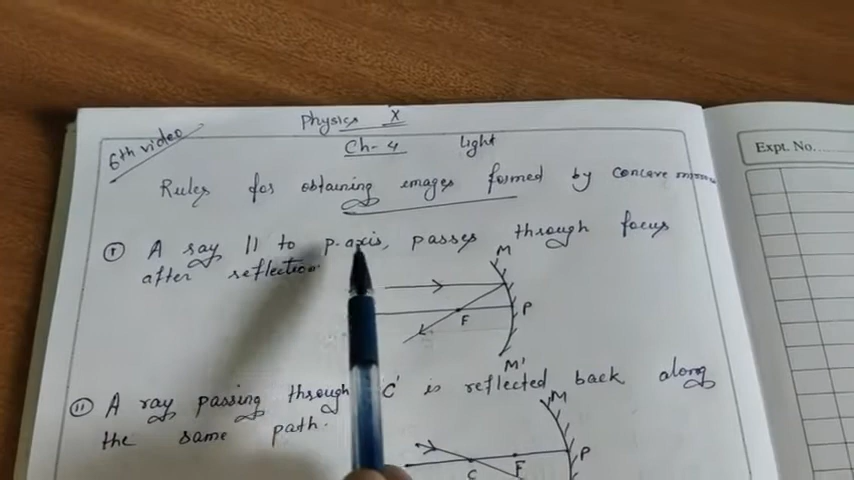 Physics X
6th video
Ch-4 light
Expt. No.....
Rules for obtaining images formed by concave mirror
(I) A ray || to p.axis, passes through focus
after reflection.
M
F P
M'
(II) A ray passing through 'C' is reflected back along
the same path.
M
C F P